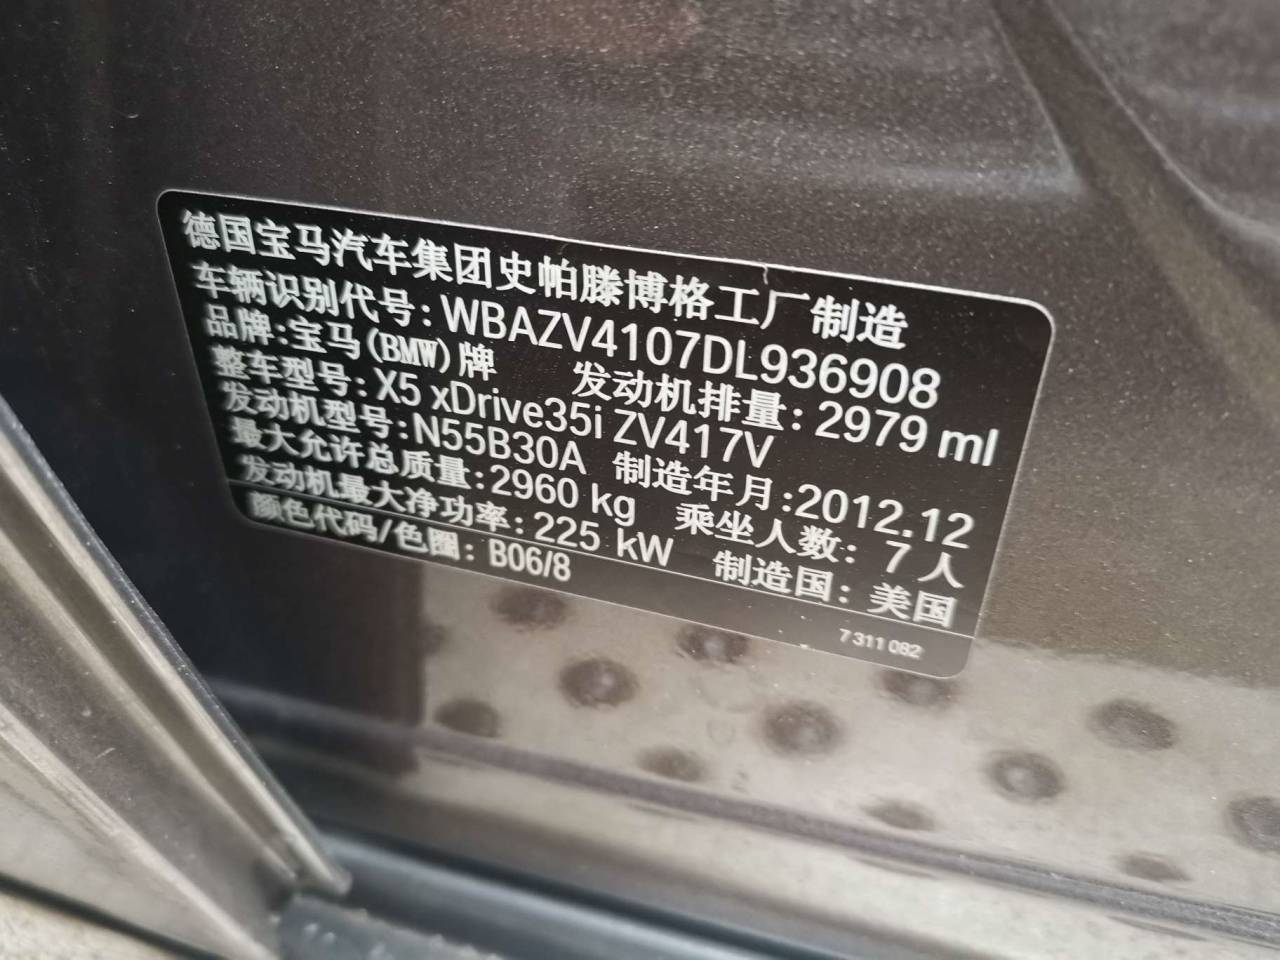 德国宝马汽车集团史帕滕博格工厂制造
车辆识别代号: WBAZV4107DL936908
品牌: 宝马(BMW)牌 发动机排量: 2979 ml
整车型号: X5 xDrive35i ZV417V
发动机型号: N55B30A 制造年月: 2012.12
最大允许总质量: 2960 kg 乘坐人数: 7人
发动机最大净功率: 225 kW 制造国: 美国
颜色代码/色圈: B06/8
7 311 082